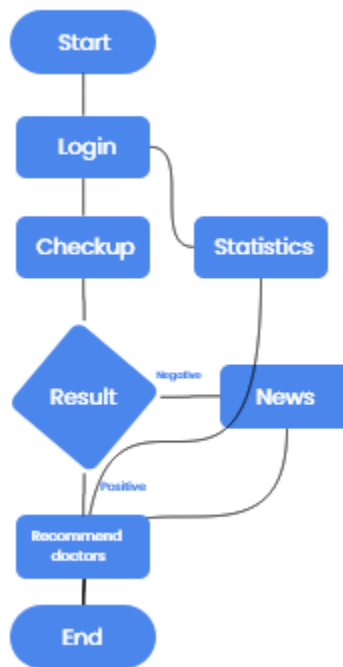 Start
Login
Checkup
Statistics
Negative
Result
News
Positive
Recommend
doctors
End